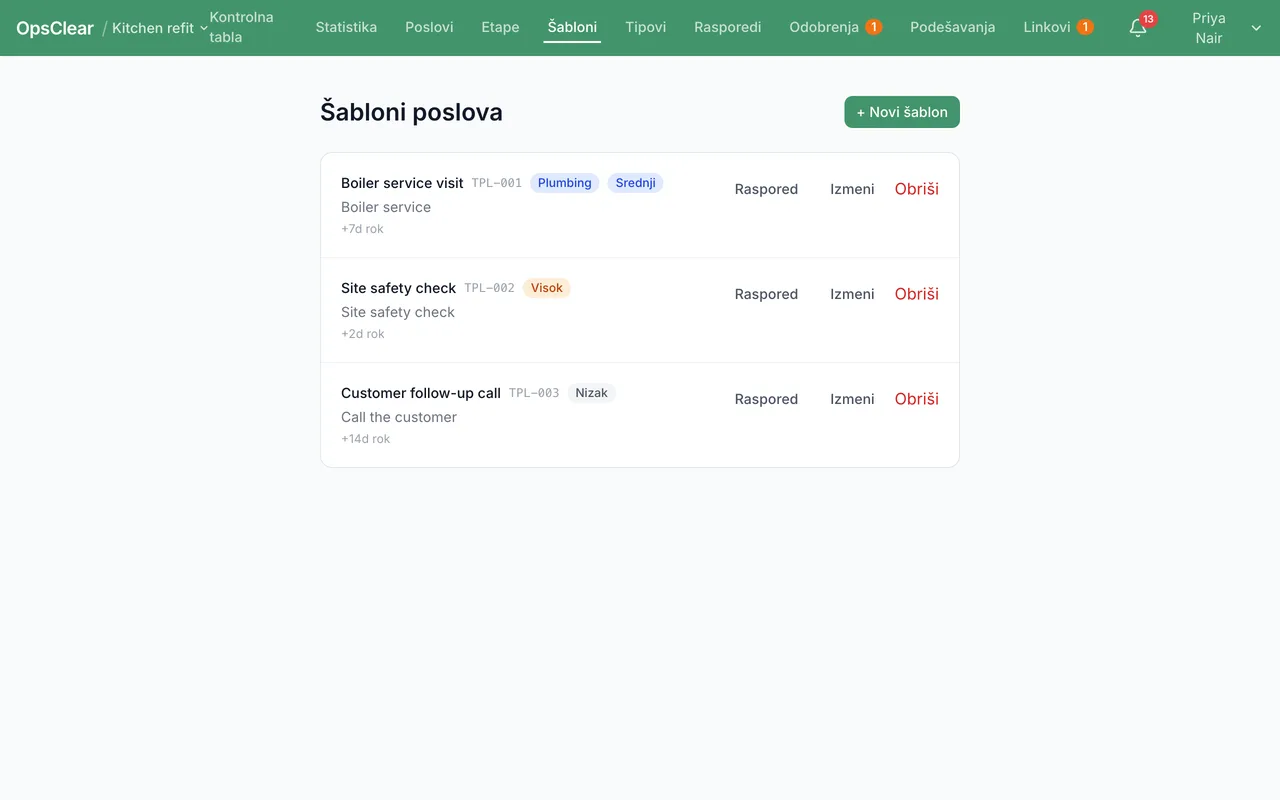 OpsClear / Kitchen refit Kontrolna tabla Statistika Poslovi Etape Šabloni Tipovi Rasporedi Odobrenja 1 Podešavanja Linkovi 1 13 Priya Nair
Šabloni poslova + Novi šablon
Boiler service visit TPL-001 Plumbing Srednji Raspored Izmeni Obriši
Boiler service
+7d rok
Site safety check TPL-002 Visok Raspored Izmeni Obriši
Site safety check
+2d rok
Customer follow-up call TPL-003 Nizak Raspored Izmeni Obriši
Call the customer
+14d rok